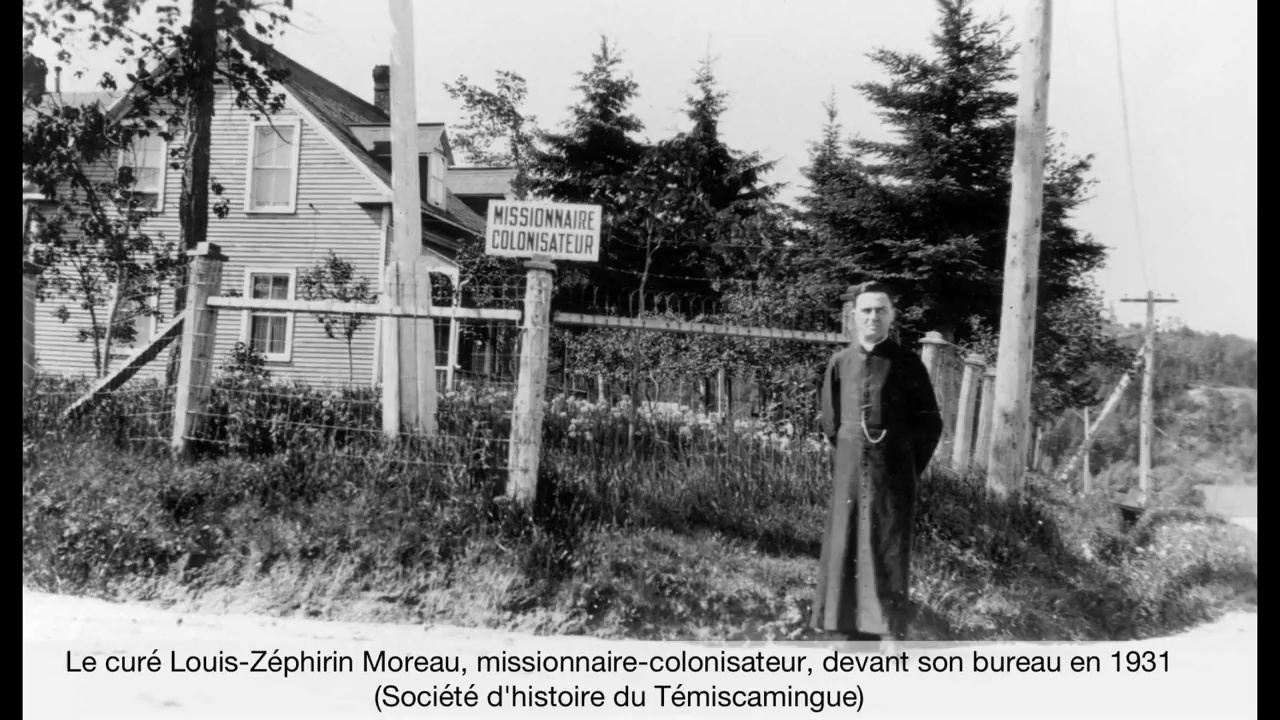 MISSIONNAIRE
COLONISATEUR
Le curé Louis-Zéphirin Moreau, missionnaire-colonisateur, devant son bureau en 1931
(Société d'histoire du Témiscamingue)